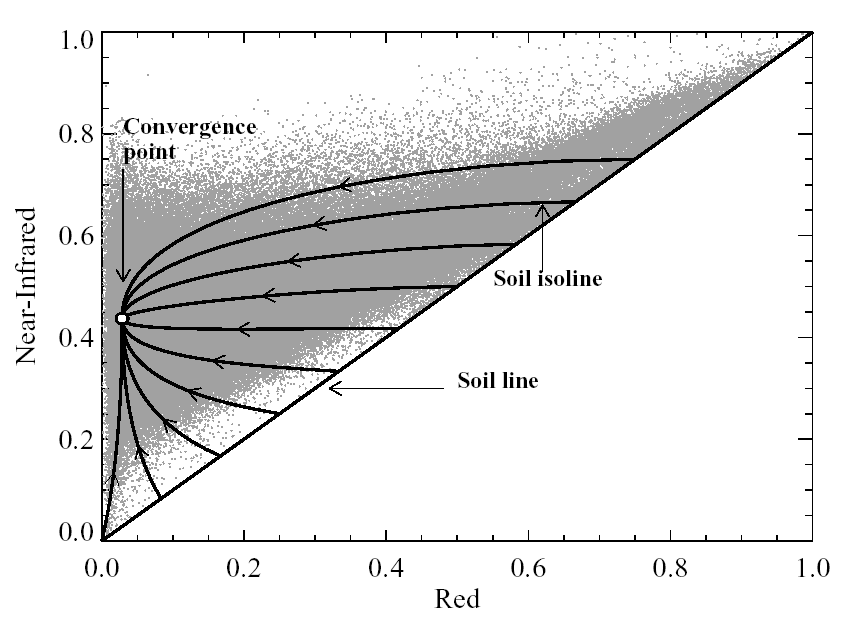 1.0
Convergence
point
0.8
0.6
Soil isoline
Near-Infrared
0.4
Soil line
0.2
0.0
0.0 0.2 0.4 0.6 0.8 1.0
Red